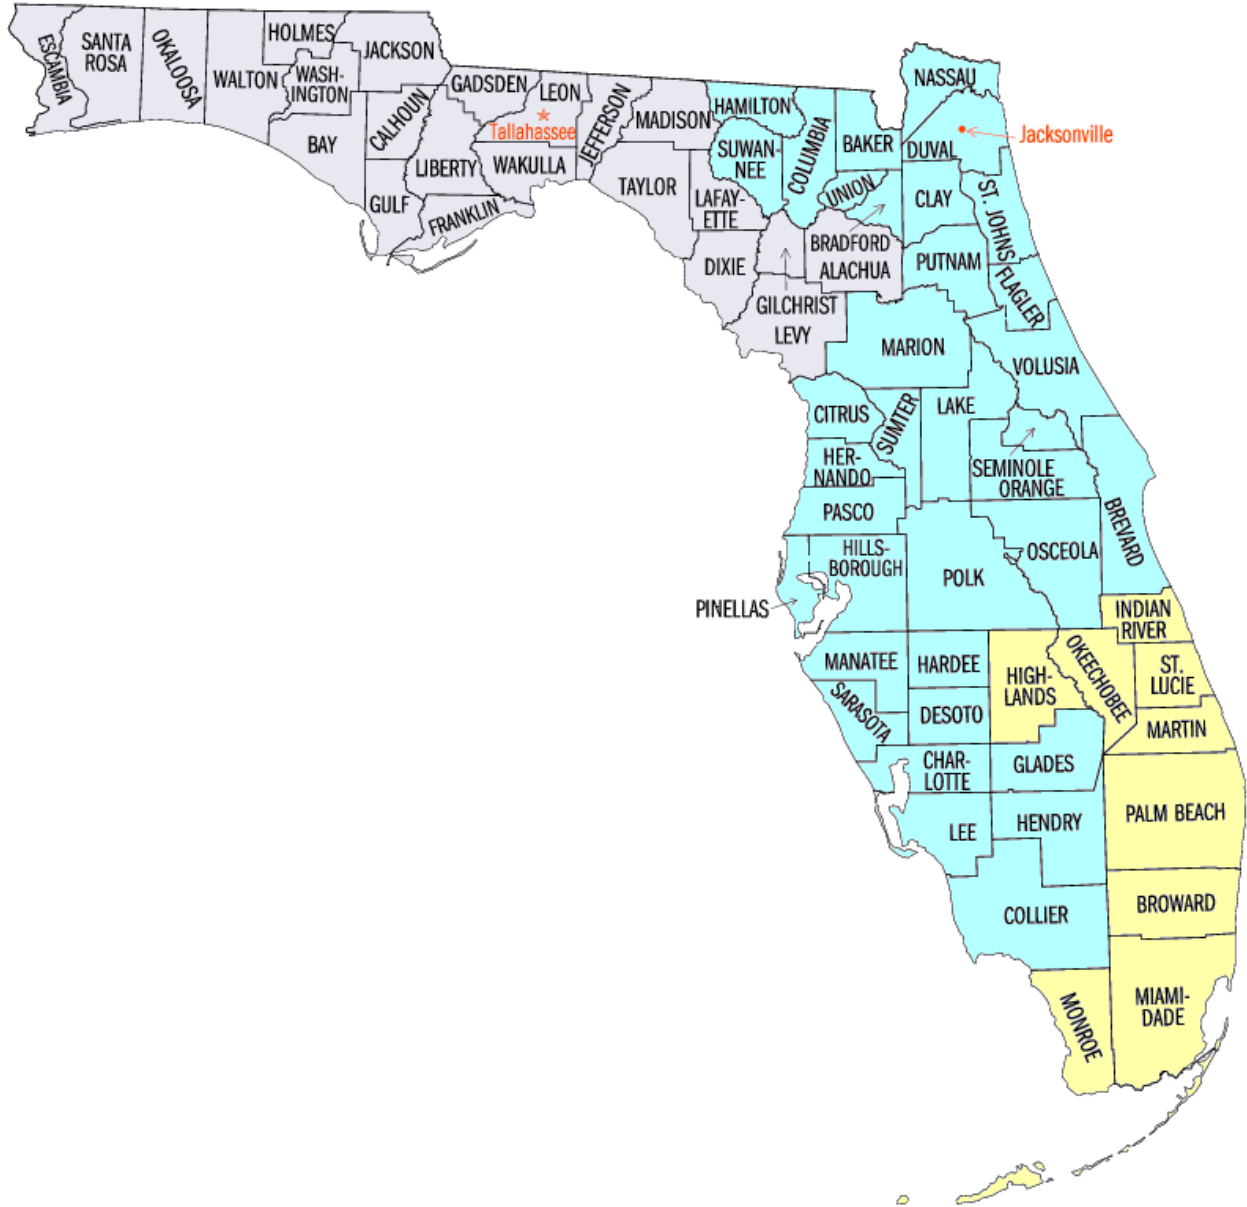 ESCAMBIA
SANTA
ROSA
OKALOOSA
WALTON
HOLMES
WASH-
INGTON
JACKSON
BAY
CALHOUN
GULF
GADSDEN
LIBERTY
FRANKLIN
LEON
Tallahassee
WAKULLA
JEFFERSON
MADISON
TAYLOR
HAMILTON
SUWAN-
NEE
LAFAY-
ETTE
DIXIE
COLUMBIA
BAKER
NASSAU
DUVAL
Jacksonville
UNION
BRADFORD
ALACHUA
GILCHRIST
LEVY
CLAY
ST. JOHNS
PUTNAM
FLAGLER
MARION
VOLUSIA
CITRUS
SUMTER
LAKE
HER-
NANDO
SEMINOLE
ORANGE
PASCO
BREVARD
HILLS-
BOROUGH
POLK
OSCEOLA
PINELLAS
INDIAN
RIVER
MANATEE
HARDEE
HIGH-
LANDS
OKEECHOBEE
ST.
LUCIE
SARASOTA
DESOTO
MARTIN
CHAR-
LOTTE
GLADES
LEE
HENDRY
PALM BEACH
COLLIER
BROWARD
MONROE
MIAMI-
DADE